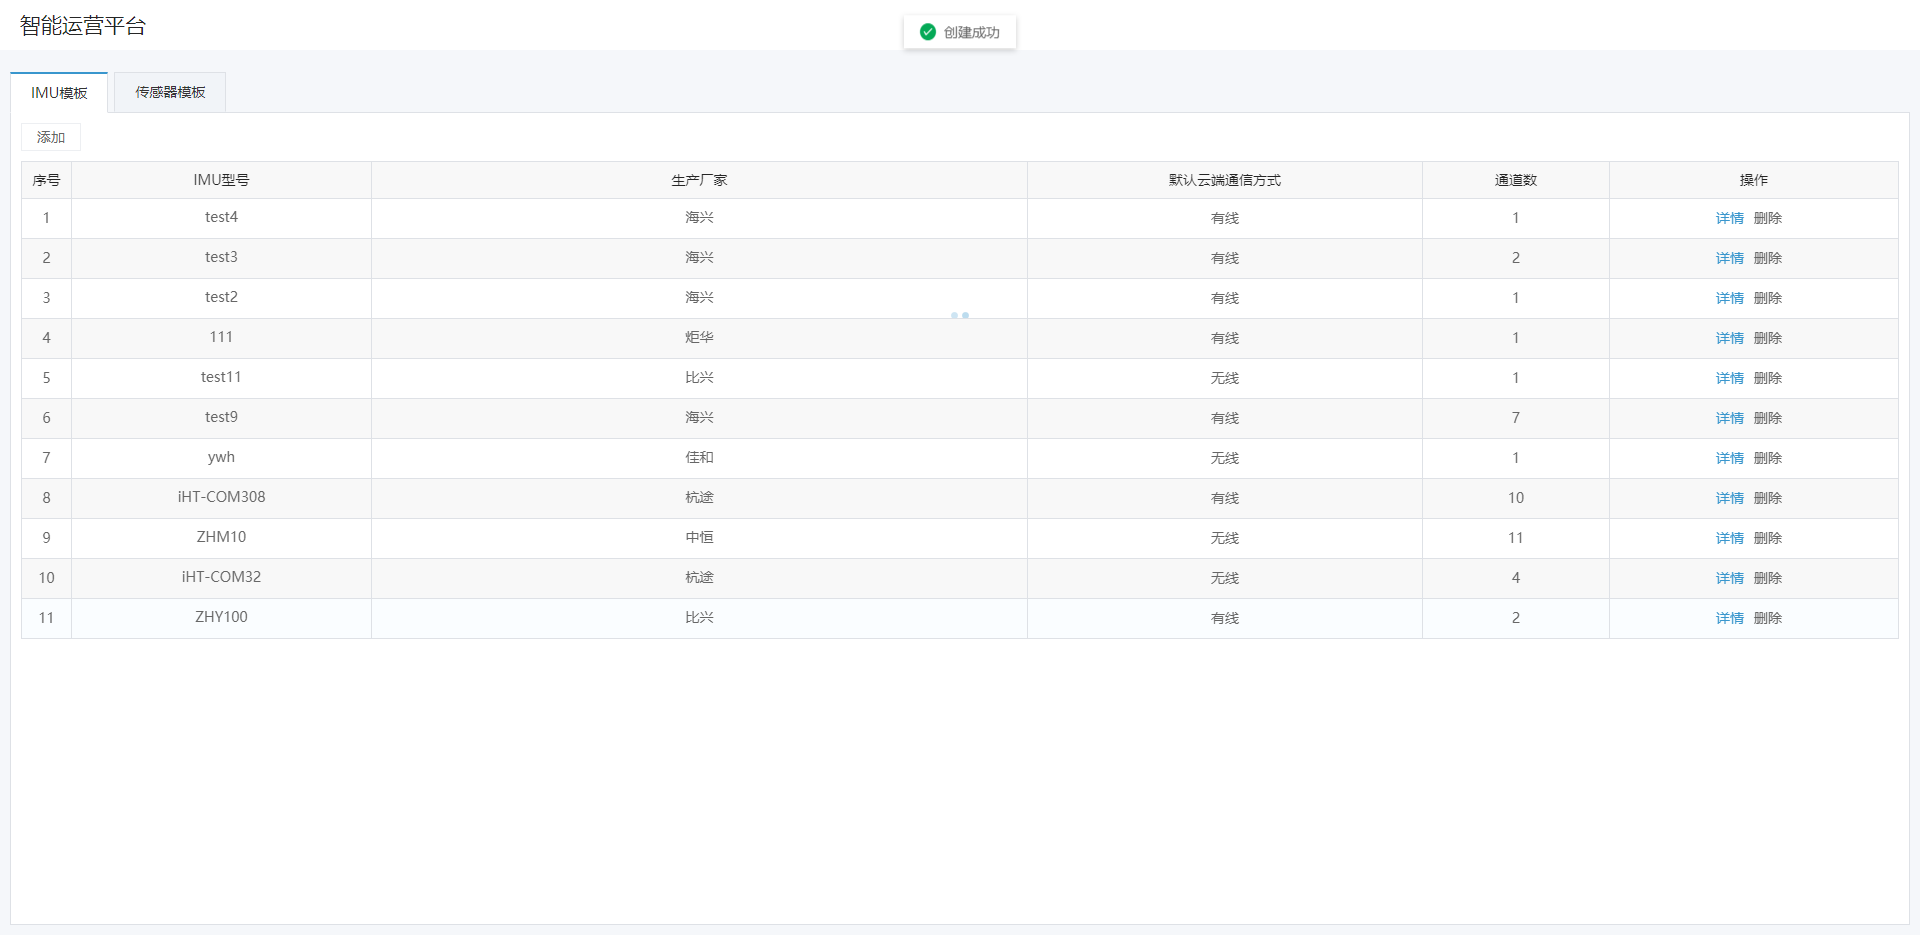 智能运营平台
创建成功
IMU模板 传感器模板
添加
序号 IMU型号 生产厂家 默认云端通信方式 通道数 操作
1 test4 海兴 有线 1 详情 删除
2 test3 海兴 有线 2 详情 删除
3 test2 海兴 有线 1 详情 删除
4 111 炬华 有线 1 详情 删除
5 test11 比兴 无线 1 详情 删除
6 test9 海兴 有线 7 详情 删除
7 ywh 佳和 无线 1 详情 删除
8 iHT-COM308 杭途 有线 10 详情 删除
9 ZHM10 中恒 无线 11 详情 删除
10 iHT-COM32 杭途 无线 4 详情 删除
11 ZHY100 比兴 有线 2 详情 删除